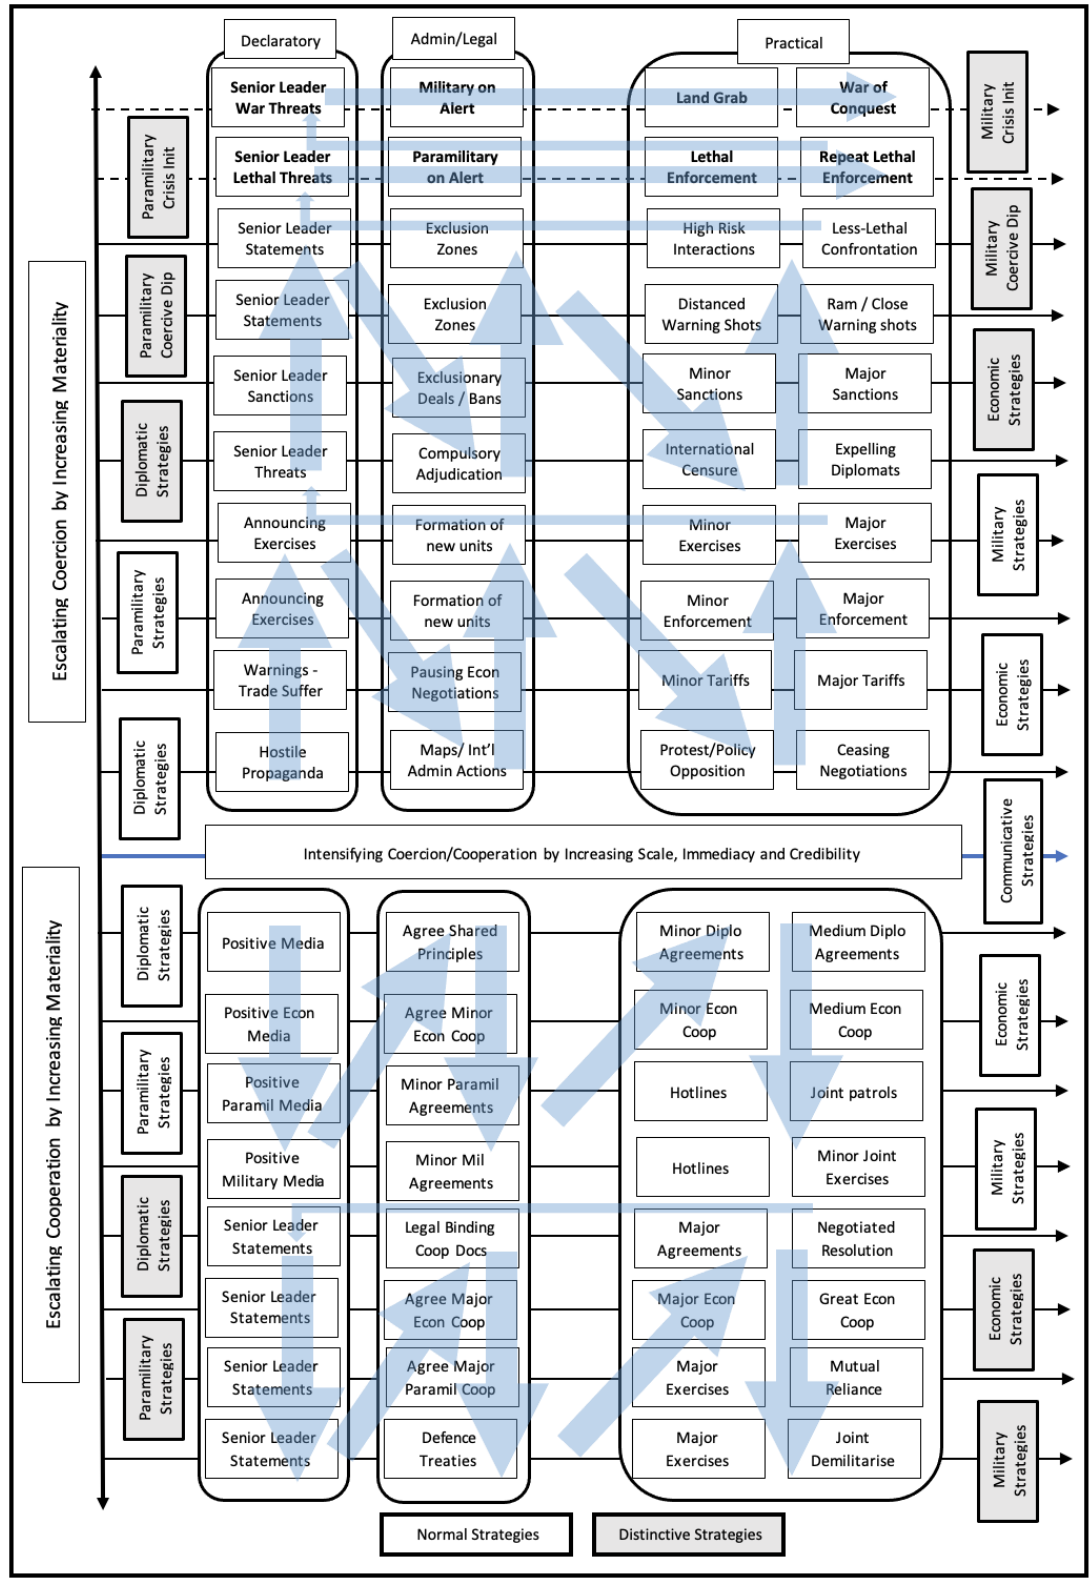 Declaratory
Admin/Legal
Practical
Senior Leader
War Threats
Military on
Alert
Land Grab
War of
Conquest
Military
Crisis Init
Paramilitary
Crisis Init
Senior Leader
Lethal Threats
Paramilitary
on Alert
Lethal
Enforcement
Repeat Lethal
Enforcement
Senior Leader
Statements
Exclusion
Zones
High Risk
Interactions
Less-Lethal
Confrontation
Military
Coercive Dip
Escalating Coercion by Increasing Materiality
Paramilitary
Coercive Dip
Senior Leader
Statements
Exclusion
Zones
Distanced
Warning Shots
Ram / Close
Warning shots
Senior Leader
Sanctions
Exclusionary
Deals / Bans
Minor
Sanctions
Major
Sanctions
Economic
Strategies
Diplomatic
Strategies
Senior Leader
Threats
Compulsory
Adjudication
International
Censure
Expelling
Diplomats
Announcing
Exercises
Formation of
new units
Minor
Exercises
Major
Exercises
Military
Strategies
Paramilitary
Strategies
Announcing
Exercises
Formation of
new units
Minor
Enforcement
Major
Enforcement
Warnings -
Trade Suffer
Pausing Econ
Negotiations
Minor Tariffs
Major Tariffs
Economic
Strategies
Diplomatic
Strategies
Hostile
Propaganda
Maps/ Int’l
Admin Actions
Protest/Policy
Opposition
Ceasing
Negotiations
Intensifying Coercion/Cooperation by Increasing Scale, Immediacy and Credibility
Communicative
Strategies
Escalating Cooperation by Increasing Materiality
Diplomatic
Strategies
Positive Media
Agree Shared
Principles
Minor Diplo
Agreements
Medium Diplo
Agreements
Positive Econ
Media
Agree Minor
Econ Coop
Minor Econ
Coop
Medium Econ
Coop
Economic
Strategies
Paramilitary
Strategies
Positive
Paramil Media
Minor Paramil
Agreements
Hotlines
Joint patrols
Positive
Military Media
Minor Mil
Agreements
Hotlines
Minor Joint
Exercises
Military
Strategies
Diplomatic
Strategies
Senior Leader
Statements
Legal Binding
Coop Docs
Major
Agreements
Negotiated
Resolution
Senior Leader
Statements
Agree Major
Econ Coop
Major Econ
Coop
Great Econ
Coop
Economic
Strategies
Paramilitary
Strategies
Senior Leader
Statements
Agree Major
Paramil Coop
Major
Exercises
Mutual
Reliance
Senior Leader
Statements
Defence
Treaties
Major
Exercises
Joint
Demilitarise
Military
Strategies
Normal Strategies
Distinctive Strategies